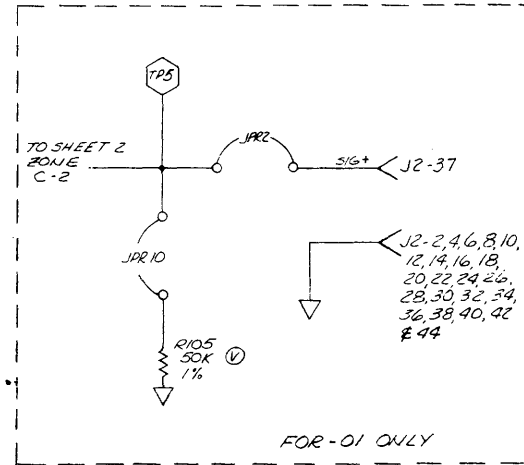 TP5
TO SHEET 2
ZONE
C-2
JPR2
SIG+
J2-37
JPR10
J2-2,4,6,8,10,
12,14,16,18,
20,22,24,26,
28,30,32,34,
36,38,40,42
& 44
R105
50K V
1%
FOR-01 ONLY